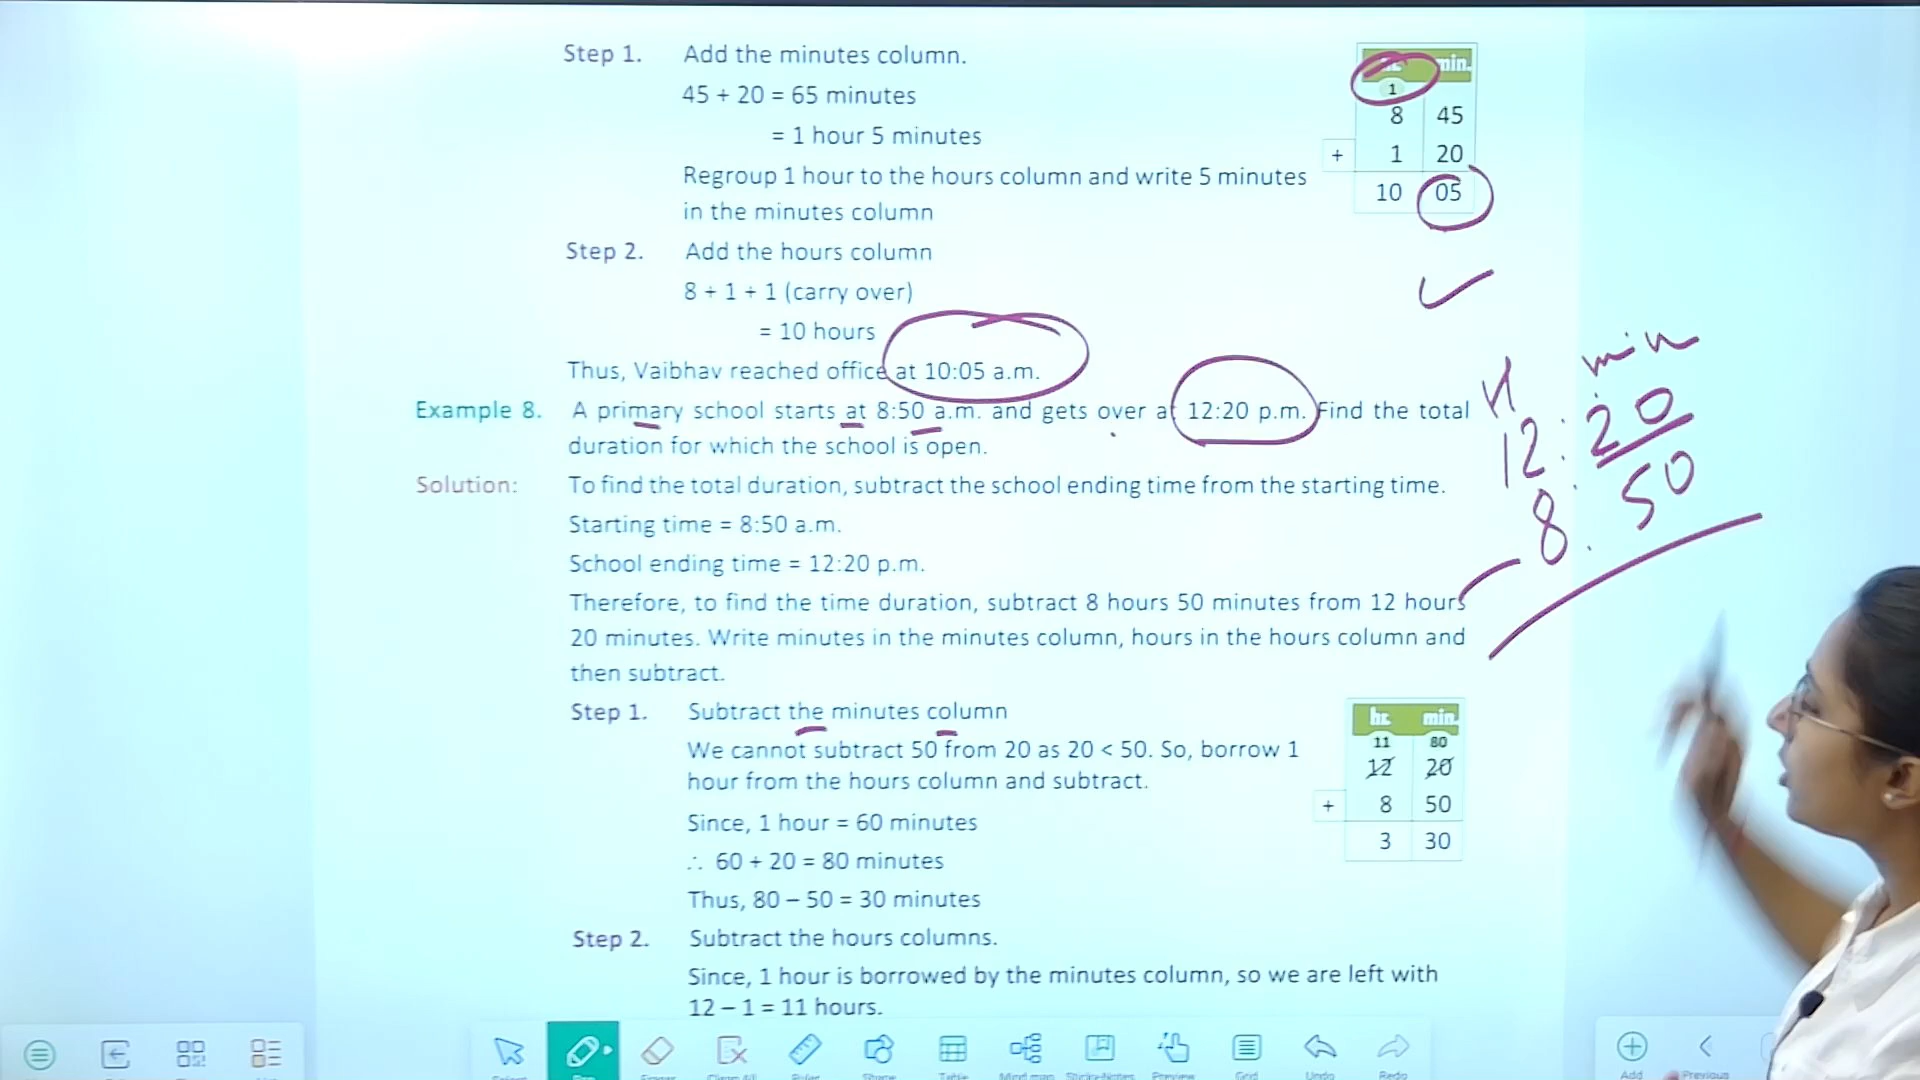 Step 1. Add the minutes column.
45 + 20 = 65 minutes
= 1 hour 5 minutes
Regroup 1 hour to the hours column and write 5 minutes
in the minutes column
min.
1
8 45
+ 1 20
10 05
Step 2. Add the hours column
8 + 1 + 1 (carry over)
= 10 hours
Thus, Vaibhav reached office at 10:05 a.m.
Example 8. A primary school starts at 8:50 a.m. and gets over at 12:20 p.m. Find the total
duration for which the school is open.
Solution: To find the total duration, subtract the school ending time from the starting time.
Starting time = 8:50 a.m.
School ending time = 12:20 p.m.
Therefore, to find the time duration, subtract 8 hours 50 minutes from 12 hours
20 minutes. Write minutes in the minutes column, hours in the hours column and
then subtract.
H min
12 : 20
8 : 50
Step 1. Subtract the minutes column
We cannot subtract 50 from 20 as 20 < 50. So, borrow 1
hour from the hours column and subtract.
Since, 1 hour = 60 minutes
∴ 60 + 20 = 80 minutes
Thus, 80 – 50 = 30 minutes
hr. min.
11 80
12 20
+ 8 50
3 30
Step 2. Subtract the hours columns.
Since, 1 hour is borrowed by the minutes column, so we are left with
12 – 1 = 11 hours.
Table Mind map Sticky Notes Preview Grid Undo Redo Add Previous